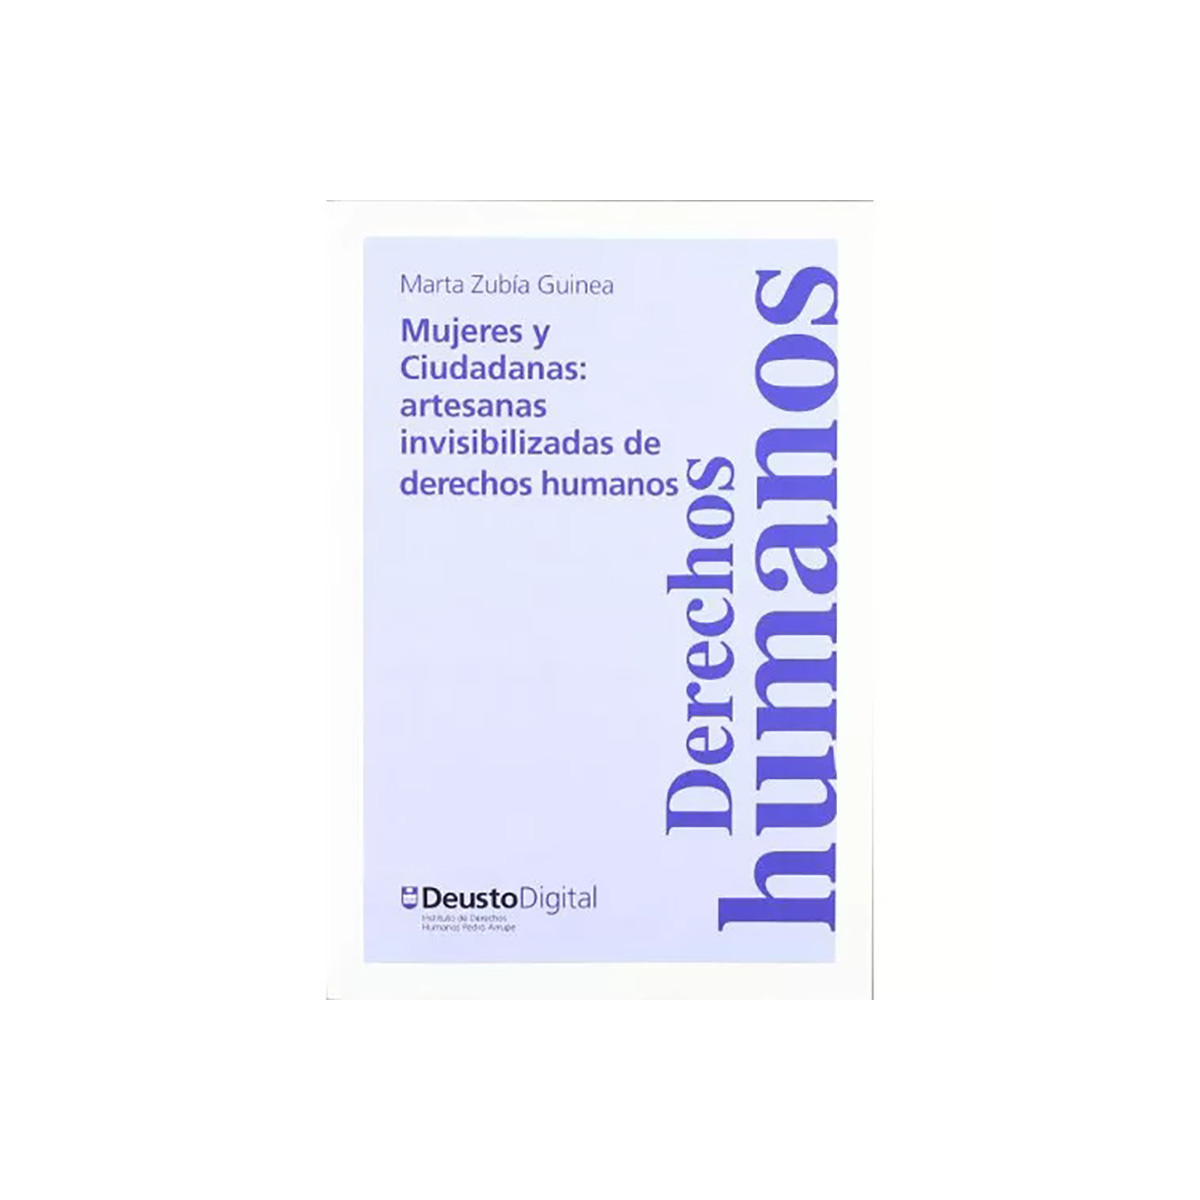 Marta Zubía Guinea
Mujeres y
Ciudadanas:
artesanas
invisibilizadas de
derechos humanos
Derechos
humanos
DeustoDigital
Instituto de Derechos
Humanos Pedro Arrupe